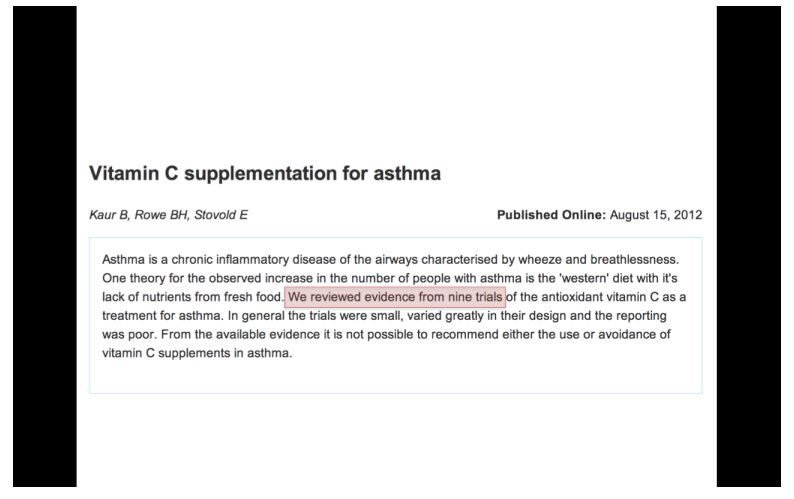 Vitamin C supplementation for asthma
Kaur B, Rowe BH, Stovold E Published Online: August 15, 2012
Asthma is a chronic inflammatory disease of the airways characterised by wheeze and breathlessness.
One theory for the observed increase in the number of people with asthma is the 'western' diet with it's
lack of nutrients from fresh food. We reviewed evidence from nine trials of the antioxidant vitamin C as a
treatment for asthma. In general the trials were small, varied greatly in their design and the reporting
was poor. From the available evidence it is not possible to recommend either the use or avoidance of
vitamin C supplements in asthma.